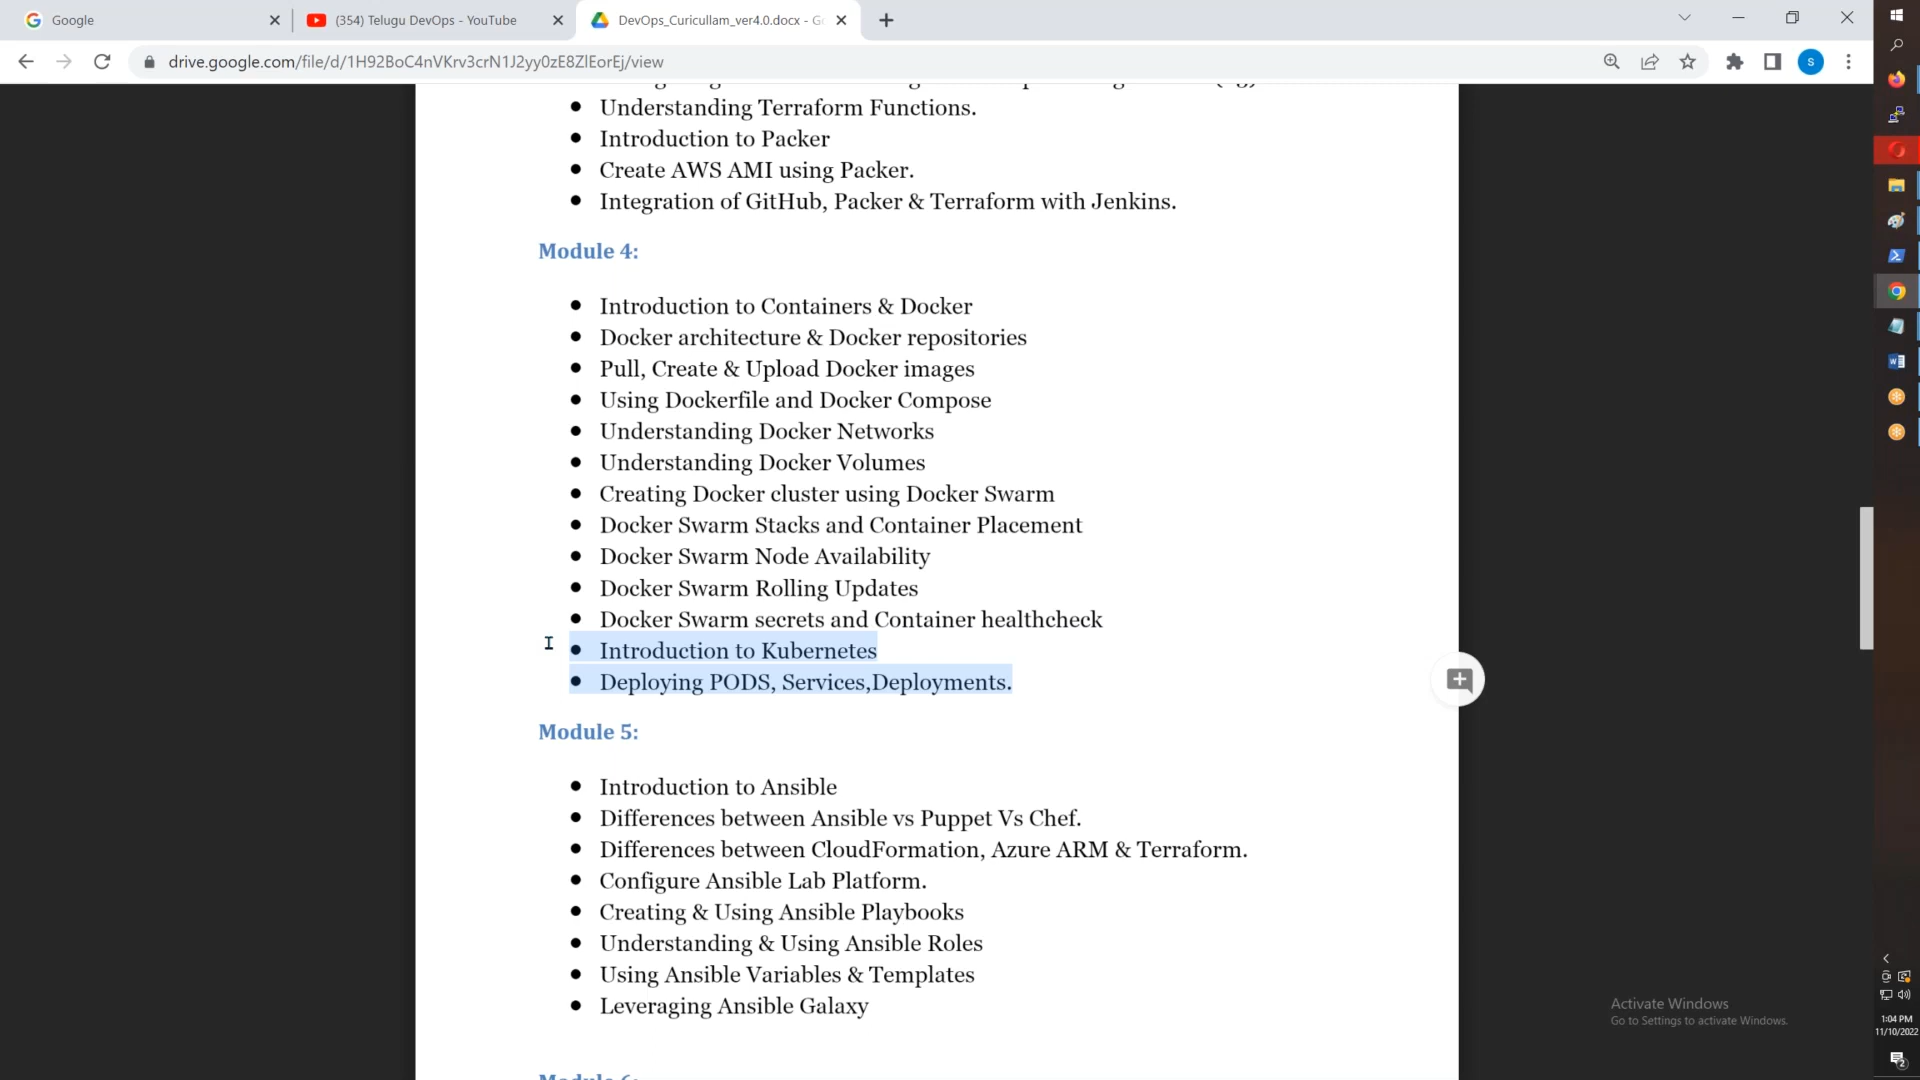 Google
(354) Telugu DevOps - YouTube
DevOps_Curicullam_ver4.0.docx - Go
drive.google.com/file/d/1H92BoC4nVKrv3crN1J2yy0zE8ZlEorEj/view
s
Understanding Terraform Functions.
Introduction to Packer
Create AWS AMI using Packer.
Integration of GitHub, Packer & Terraform with Jenkins.
Module 4:
Introduction to Containers & Docker
Docker architecture & Docker repositories
Pull, Create & Upload Docker images
Using Dockerfile and Docker Compose
Understanding Docker Networks
Understanding Docker Volumes
Creating Docker cluster using Docker Swarm
Docker Swarm Stacks and Container Placement
Docker Swarm Node Availability
Docker Swarm Rolling Updates
Docker Swarm secrets and Container healthcheck
Introduction to Kubernetes
Deploying PODS, Services,Deployments.
Module 5:
Introduction to Ansible
Differences between Ansible vs Puppet Vs Chef.
Differences between CloudFormation, Azure ARM & Terraform.
Configure Ansible Lab Platform.
Creating & Using Ansible Playbooks
Understanding & Using Ansible Roles
Using Ansible Variables & Templates
Leveraging Ansible Galaxy
Activate Windows
Go to Settings to activate Windows.
1:04 PM
11/10/2022
2